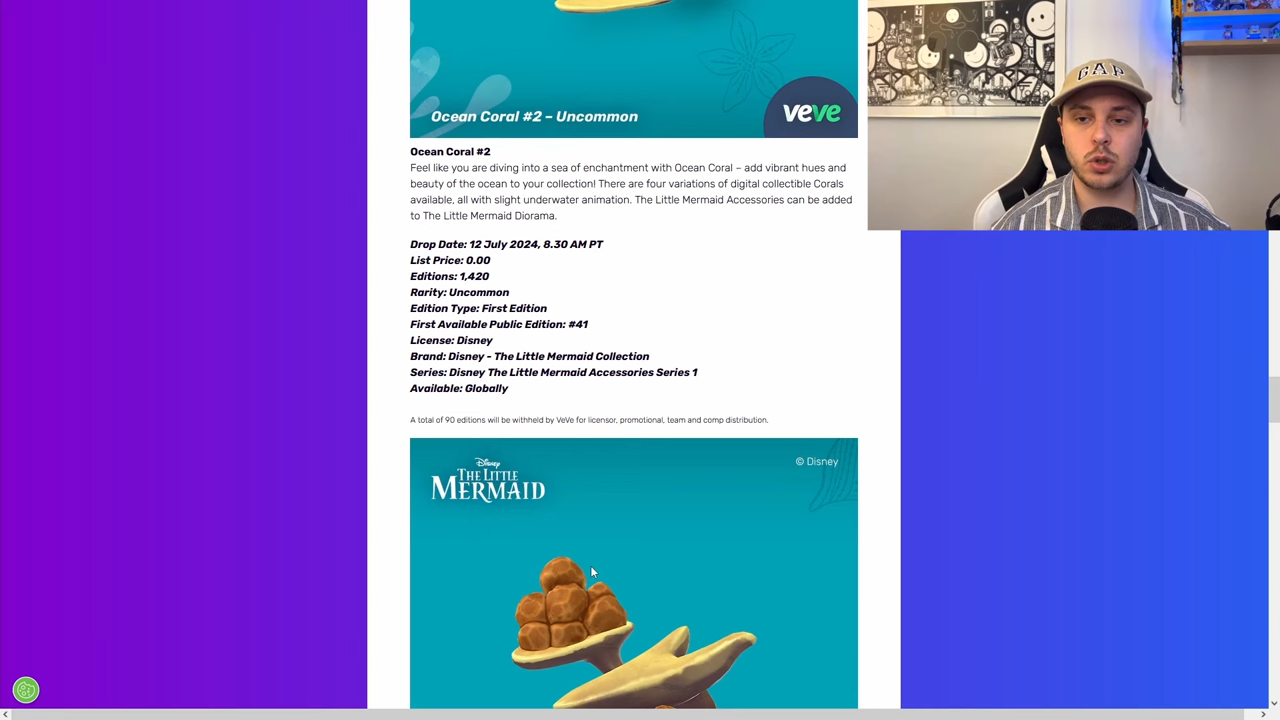 Ocean Coral #2 – Uncommon
veve
GAP
Ocean Coral #2
Feel like you are diving into a sea of enchantment with Ocean Coral – add vibrant hues and
beauty of the ocean to your collection! There are four variations of digital collectible Corals
available, all with slight underwater animation. The Little Mermaid Accessories can be added
to The Little Mermaid Diorama.
Drop Date: 12 July 2024, 8.30 AM PT
List Price: 0.00
Editions: 1,420
Rarity: Uncommon
Edition Type: First Edition
First Available Public Edition: #41
License: Disney
Brand: Disney - The Little Mermaid Collection
Series: Disney The Little Mermaid Accessories Series 1
Available: Globally
A total of 90 editions will be withheld by VeVe for licensor, promotional, team and comp distribution.
Disney
THE LITTLE
MERMAID
© Disney